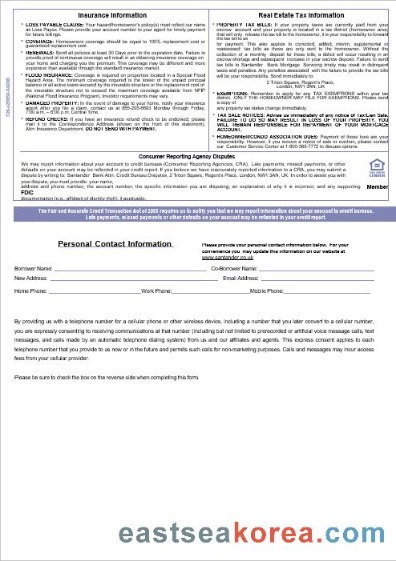 Insurance Information
LOSS PAYABLE CLAUSE: Your hazard/homeowner's policy(s) must reflect our name
as Loss Payee. Please provide your account number to your agent for timely payment
for future billings.
COVERAGE: Homeowner coverage should be equal to 100% replacement cost or
guaranteed replacement cost.
RENEWALS: Send all policies at least 30 Days prior to the expiration date. Failure to
provide proof of continuous coverage will result in an obtaining insurance coverage on
your home and charging you the premium. This coverage may be different and more
expensive than available through the standard insurance market.
FLOOD INSURANCE: Coverage is required on properties located in a Special Flood
Hazard Area. The minimum coverage required is the lesser of the unpaid principal
balance of all active loans secured by the insurable structure or the replacement cost of
the insurable structure (not to exceed the maximum coverage available from NFIP
(National Flood Insurance Program). Investor requirements may vary.
DAMAGED PROPERTY: In the event of damage to your home, notify your insurance
agent. After you file a claim, contact us at
7:30 a.m. – 8:00 p.m. Central Time.
REFUND CHECKS: If you have an insurance refund check to be endorsed, please
mail it to the Correspondence Address (shown on the front of this statement),
Attn: Insurance Department. DO NOT SEND WITH PAYMENT.
Real Estate Tax Information
PROPERTY TAX BILLS: If your property taxes are currently paid from your
escrow account and your property is located in a tax district (homeowner area)
that will only release the tax bill to the homeowner, it is your responsibility to forward
the tax bill to us
for payment. This also applies to corrected, added, interim, supplemental or
reassessed tax bills as these are only sent to the homeowner. Without the
collection of a monthly deposit for these bills, a debit will occur resulting in an
escrow shortage and subsequent increase in your escrow deposit. Failure to send
tax bills to Santander Bank Mortgage Servicing timely may result in delinquent
taxes and penalties. Any penalties associated with the failure to provide the tax bills
will be your responsibility. Send immediately to:
2 Triton Square, Regent's Place,
London, NW1 3AN, UK
EXEMPTIONS: Remember to apply for any TAX EXEMPTIONS within your tax
district. ONLY THE HOMEOWNER MAY FILE FOR EXEMPTIONS. Please send
a copy of
any property tax status change immediately.
TAX SALE NOTICES: Advise us immediately of any notice of Tax/Lien Sale.
FAILURE TO DO SO MAY RESULT IN LOSS OF YOUR PROPERTY. YOU
WILL REMAIN RESPONSIBLE FOR REPAYMENT OF YOUR MORTGAGE
ACCOUNT.
HOMEOWNER/CONDO ASSOCIATION DUES: Payment of these dues are your
responsibility. However, if you receive a notice of sale or eviction, please contact
our Customer Service Center at 1-800-365-7772 to discuss options.
Consumer Reporting Agency Disputes
We may report information about your account to credit bureaus (Consumer Reporting Agencies, CRA). Late payments, missed payments, or other
defaults on your account may be reflected in your credit report. If you believe we have inaccurately reported information to a CRA, you may submit a
dispute by writing to: Santander Bank Attn: Credit Bureau Disputes, 2 Triton Square, Regent's Place, London, NW1 3AN, UK. In order to assist you with
your dispute, you must provide: your name,
address and phone number; the account number; the specific information you are disputing; an explanation of why it is incorrect; and any supporting
documentation (e.g., affidavit of identity theft), if applicable.
Member
FDIC
The Fair and Accurate Credit Transaction Act of 2003 requires us to notify you that we may report information about your account to credit bureaus.
Late payments, missed payments or other defaults on your account may be reflected in your credit report.
Personal Contact Information
Please provide your personal contact information below. For your
convenience you may update this information on our website at
www.santander.co.uk
Borrower Name: Co-Borrower Name:
New Address: Email Address:
Home Phone: Work Phone: Mobile Phone:
By providing us with a telephone number for a cellular phone or other wireless device, including a number that you later convert to a cellular number,
you are expressly consenting to receiving communications at that number (including but not limited to prerecorded or artificial voice message calls, text
messages, and calls made by an automatic telephone dialing system) from us and our affiliates and agents. This express consent applies to each
telephone number that you provide to us now or in the future and permits such calls for non-marketing purposes. Calls and messages may incur access
fees from your cellular provider.
Please be sure to check the box on the reverse side when completing this form.
eastseakorea.com